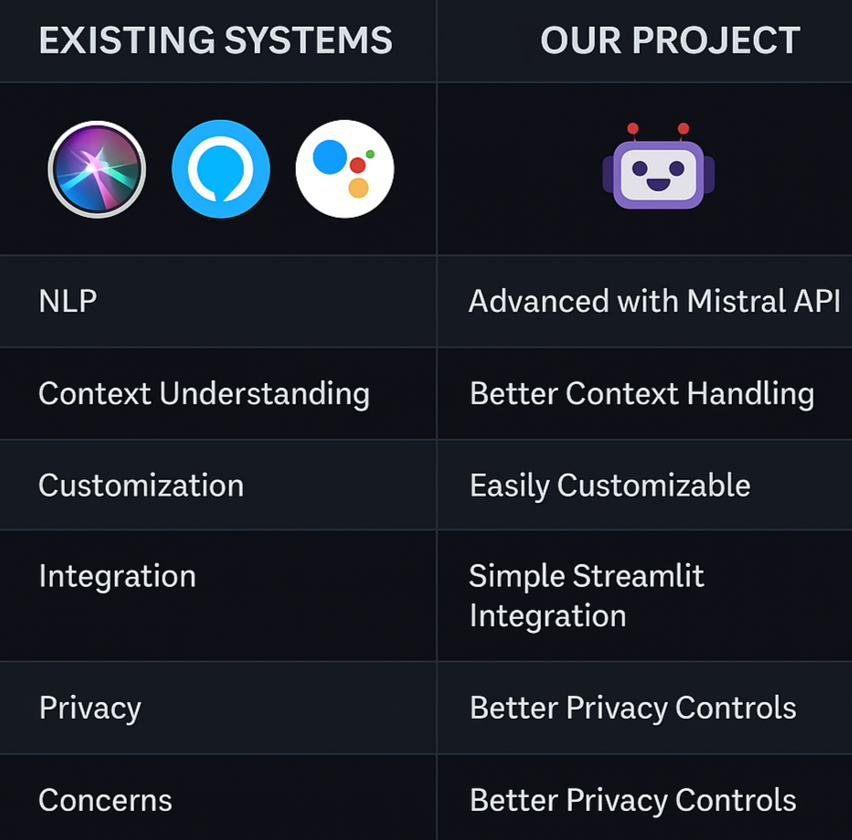 EXISTING SYSTEMS
OUR PROJECT
NLP
Advanced with Mistral API
Context Understanding
Better Context Handling
Customization
Easily Customizable
Integration
Simple Streamlit
Integration
Privacy
Better Privacy Controls
Concerns
Better Privacy Controls